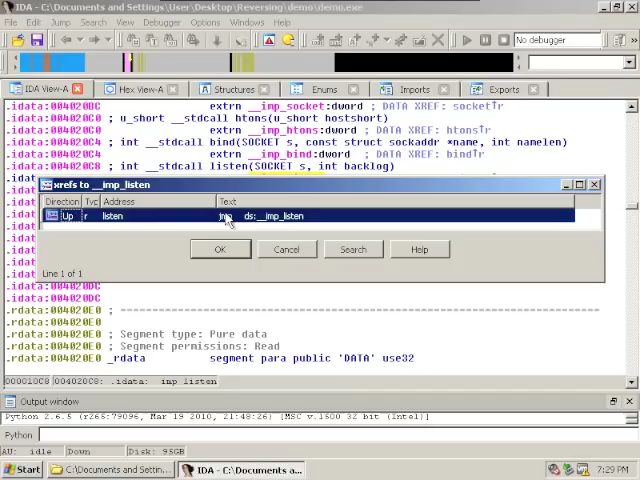 IDA - C:\Documents and Settings\User\Desktop\Reversing\demo\demo.exe
File Edit Jump Search View Debugger Options Windows Help
No debugger
IDA View-A Hex View-A Structures Enums Imports Exports
.idata:004020BC extrn __imp_socket:dword ; DATA XREF: socket↑r
.idata:004020C0 ; u_short __stdcall htons(u_short hostshort)
.idata:004020C0 extrn __imp_htons:dword ; DATA XREF: htons↑r
.idata:004020C4 ; int __stdcall bind(SOCKET s, const struct sockaddr *name, int namelen)
.idata:004020C4 extrn __imp_bind:dword ; DATA XREF: bind↑r
.idata:004020C8 ; int __stdcall listen(SOCKET s, int backlog)
xrefs to __imp_listen
Direction Tyc Address Text
Up r listen jmp ds:__imp_listen
OK Cancel Search Help
Line 1 of 1
.idata:004020DC
.idata:004020DC
.rdata:004020E0 ; ---------------------------------------------------------------------------
.rdata:004020E0
.rdata:004020E0 ; Segment type: Pure data
.rdata:004020E0 ; Segment permissions: Read
.rdata:004020E0 _rdata segment para public 'DATA' use32
000010C8 004020C8: .idata:__imp_listen
Output window
Python 2.6.5 (r265:79096, Mar 19 2010, 21:48:26) [MSC v.1500 32 bit (Intel)]
Python
AU: idle Down Disk: 95GB
Start C:\Documents and Settin... IDA - C:\Documents a... 7:29 PM